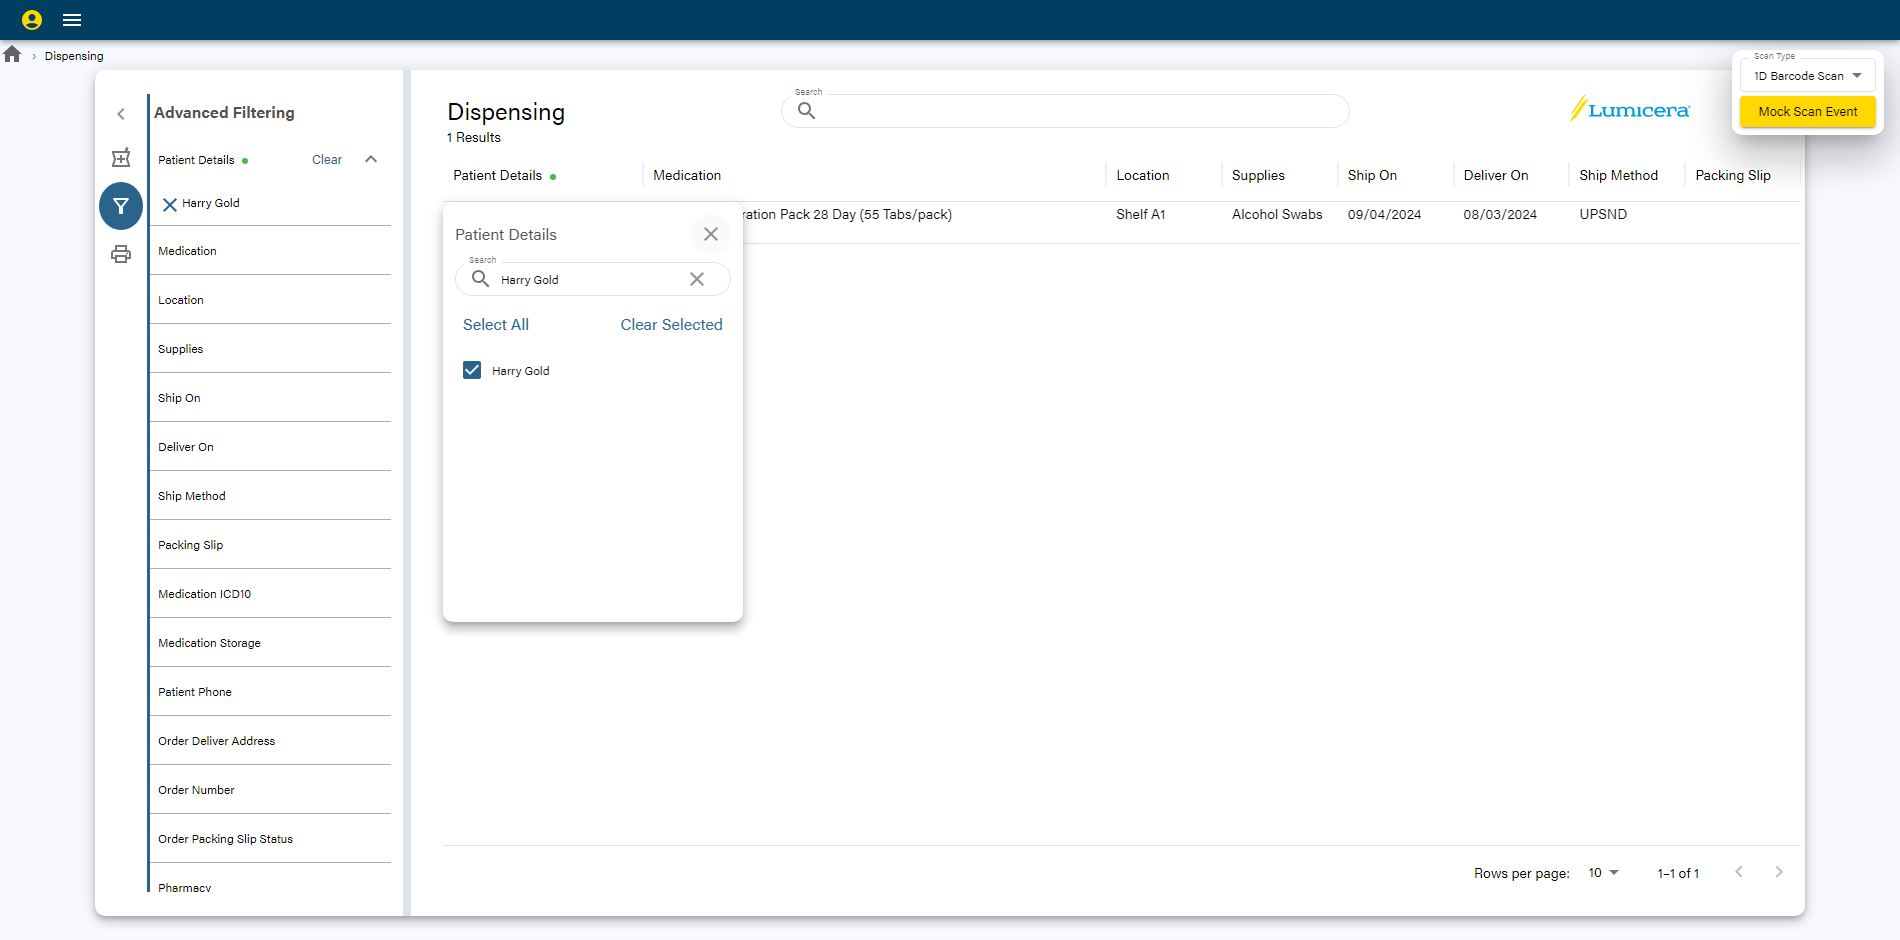 Dispensing
Scan Type
1D Barcode Scan
Mock Scan Event
Advanced Filtering
Patient Details
Clear
Harry Gold
Medication
Location
Supplies
Ship On
Deliver On
Ship Method
Packing Slip
Medication ICD10
Medication Storage
Patient Phone
Order Deliver Address
Order Number
Order Packing Slip Status
Pharmacy
Dispensing
1 Results
Search
Lumicera
Patient Details Medication Location Supplies Ship On Deliver On Ship Method Packing Slip
Pack 28 Day (55 Tabs/pack) Shelf A1 Alcohol Swabs 09/04/2024 08/03/2024 UPSND
Patient Details
Search
Harry Gold
Select All Clear Selected
Harry Gold
Rows per page: 10 1–1 of 1